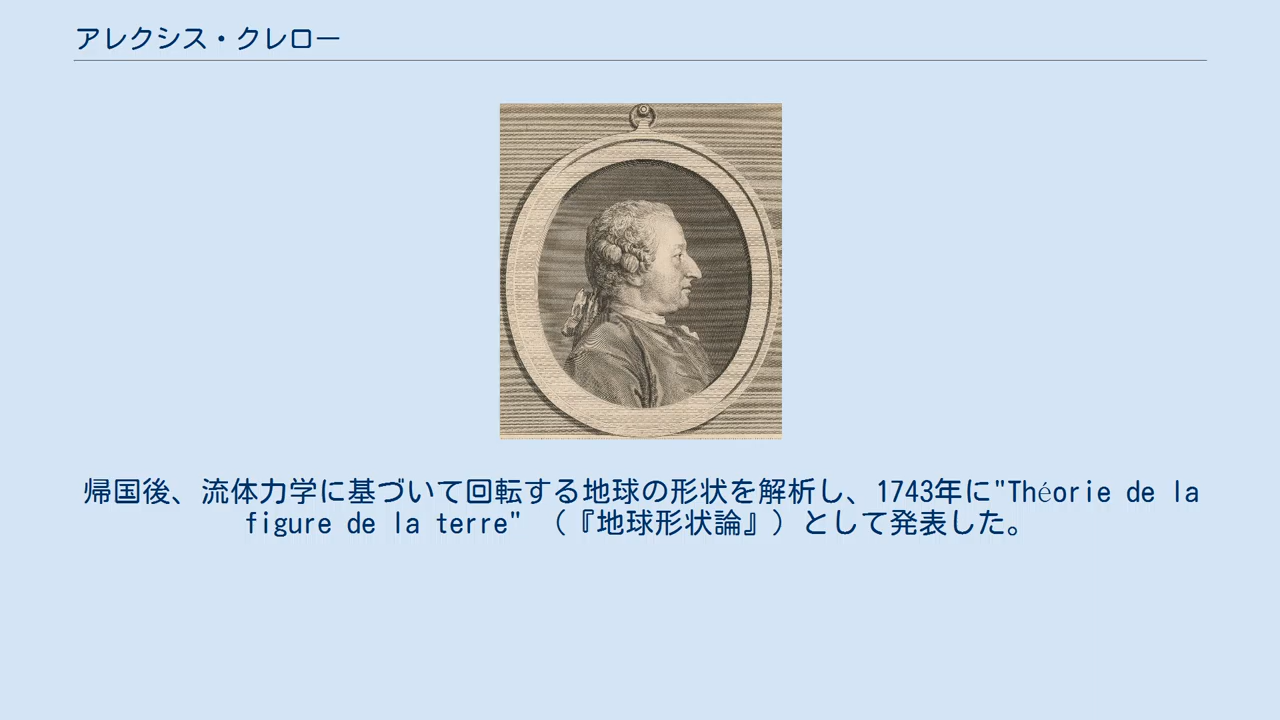 アレクシス・クレロー
帰国後、流体力学に基づいて回転する地球の形状を解析し、1743年に"Théorie de la
figure de la terre" （『地球形状論』）として発表した。